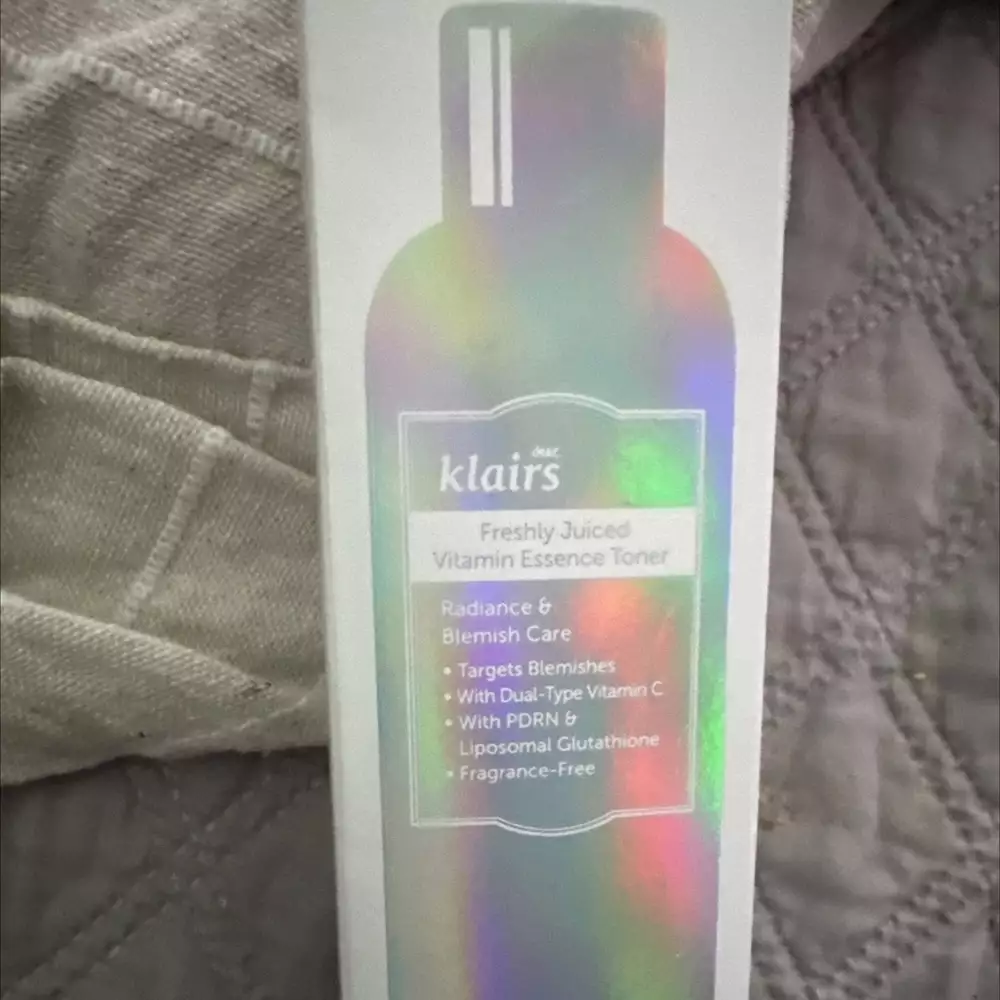 dear,
klairs
Freshly Juiced
Vitamin Essence Toner
Radiance &
Blemish Care
• Targets Blemishes
• With Dual-Type Vitamin C
• With PDRN &
Liposomal Glutathione
• Fragrance-Free